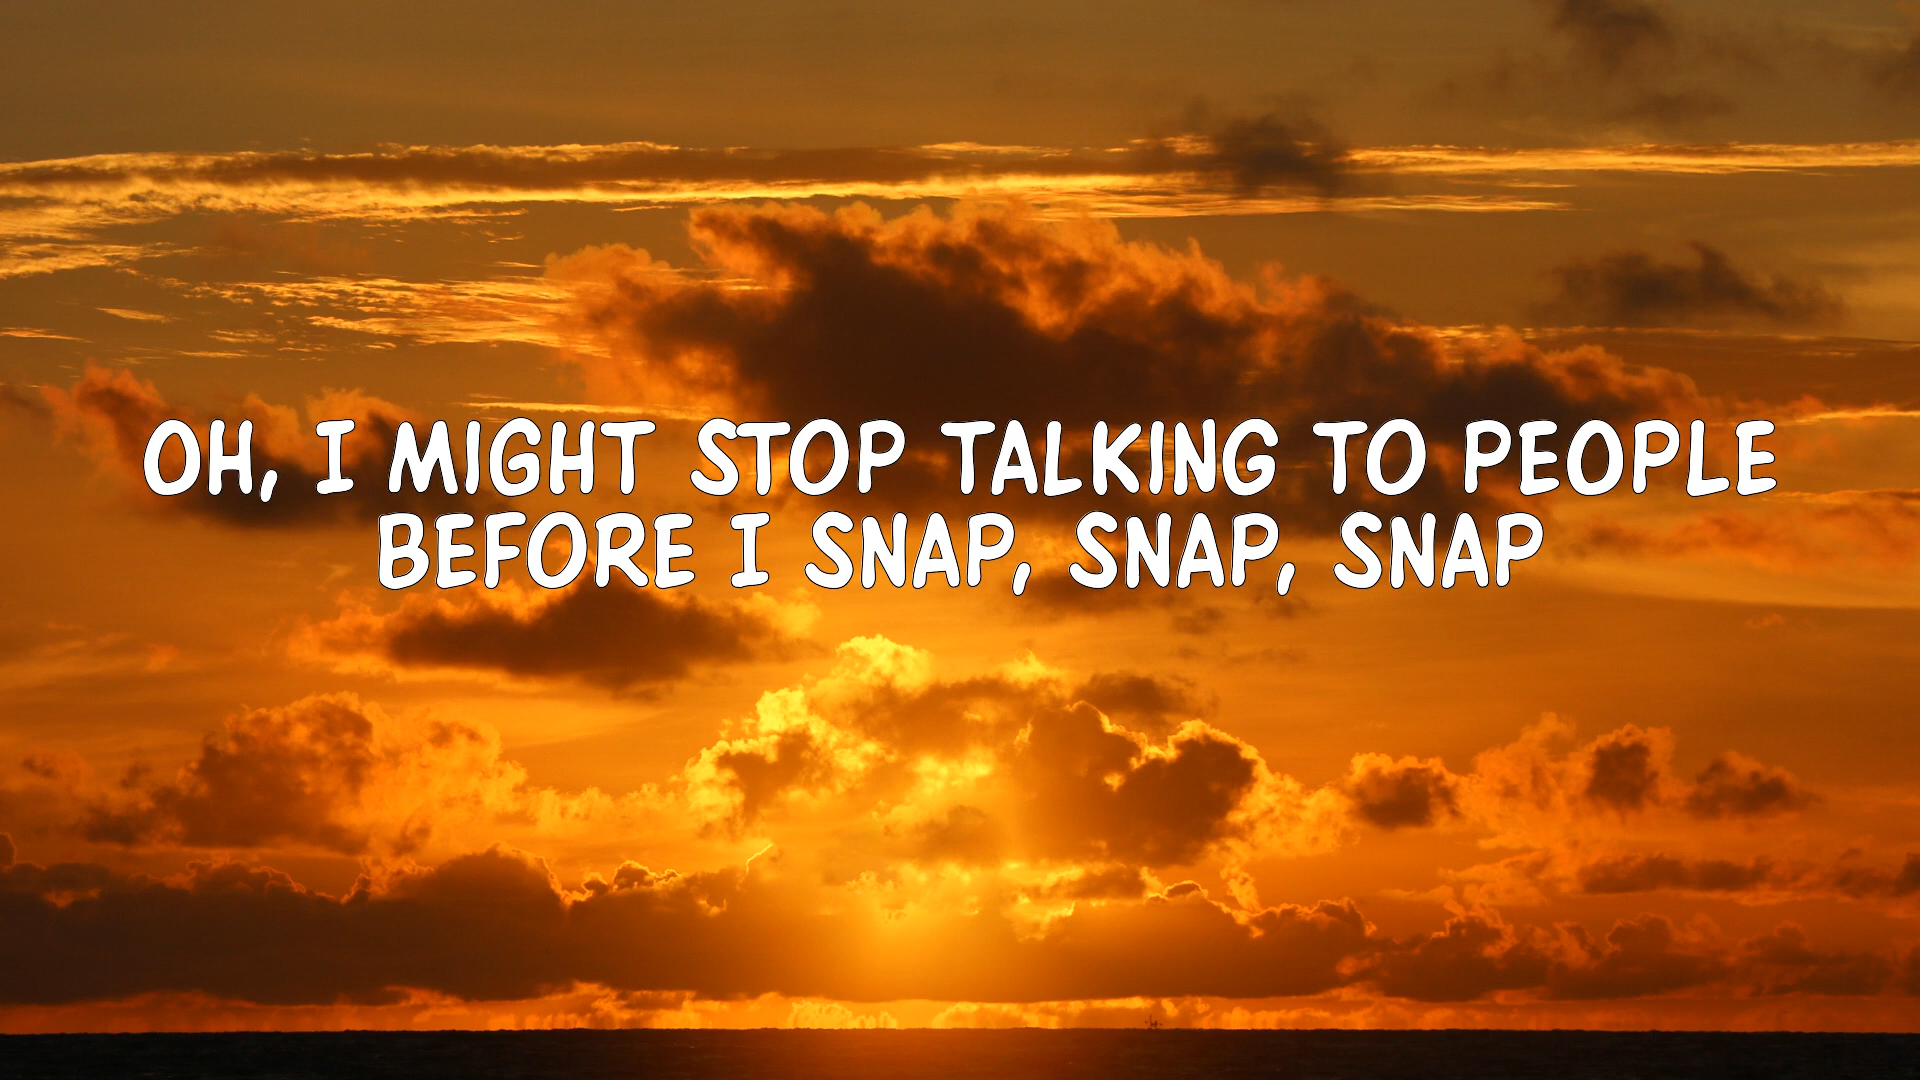 OH, I MIGHT STOP TALKING TO PEOPLE
BEFORE I SNAP, SNAP, SNAP